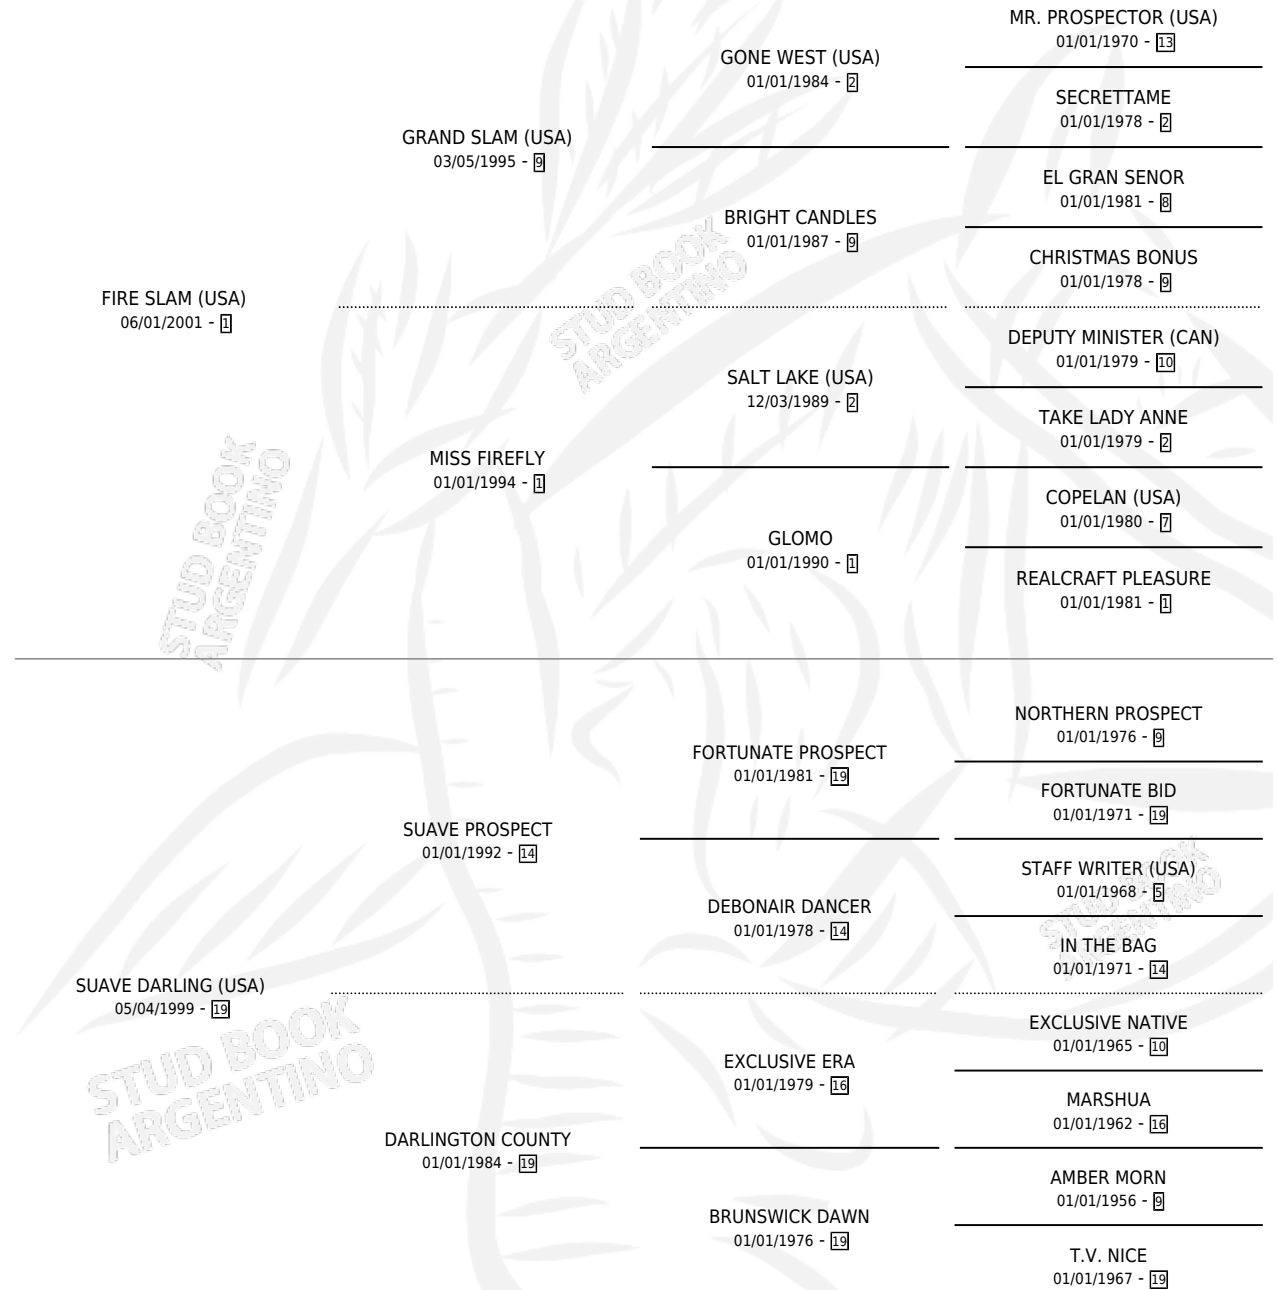 MR. PROSPECTOR (USA)
01/01/1970 - 13
GONE WEST (USA)
01/01/1984 - 2
SECRETTAME
01/01/1978 - 2
GRAND SLAM (USA)
03/05/1995 - 9
EL GRAN SENOR
01/01/1981 - 8
BRIGHT CANDLES
01/01/1987 - 9
CHRISTMAS BONUS
01/01/1978 - 9
FIRE SLAM (USA)
06/01/2001 - 1
DEPUTY MINISTER (CAN)
01/01/1979 - 10
SALT LAKE (USA)
12/03/1989 - 2
TAKE LADY ANNE
01/01/1979 - 2
MISS FIREFLY
01/01/1994 - 1
COPELAN (USA)
01/01/1980 - 7
GLOMO
01/01/1990 - 1
REALCRAFT PLEASURE
01/01/1981 - 1
NORTHERN PROSPECT
01/01/1976 - 9
FORTUNATE PROSPECT
01/01/1981 - 19
FORTUNATE BID
01/01/1971 - 19
SUAVE PROSPECT
01/01/1992 - 14
STAFF WRITER (USA)
01/01/1968 - 5
DEBONAIR DANCER
01/01/1978 - 14
IN THE BAG
01/01/1971 - 14
SUAVE DARLING (USA)
05/04/1999 - 19
EXCLUSIVE NATIVE
01/01/1965 - 10
EXCLUSIVE ERA
01/01/1979 - 16
MARSHUA
01/01/1962 - 16
DARLINGTON COUNTY
01/01/1984 - 19
AMBER MORN
01/01/1956 - 9
BRUNSWICK DAWN
01/01/1976 - 19
T.V. NICE
01/01/1967 - 19
STUD BOOK
ARGENTINO
STUD BOOK
ARGENTINO
STUD BOOK
ARGENTINO
STUD BOOK
ARGENTINO